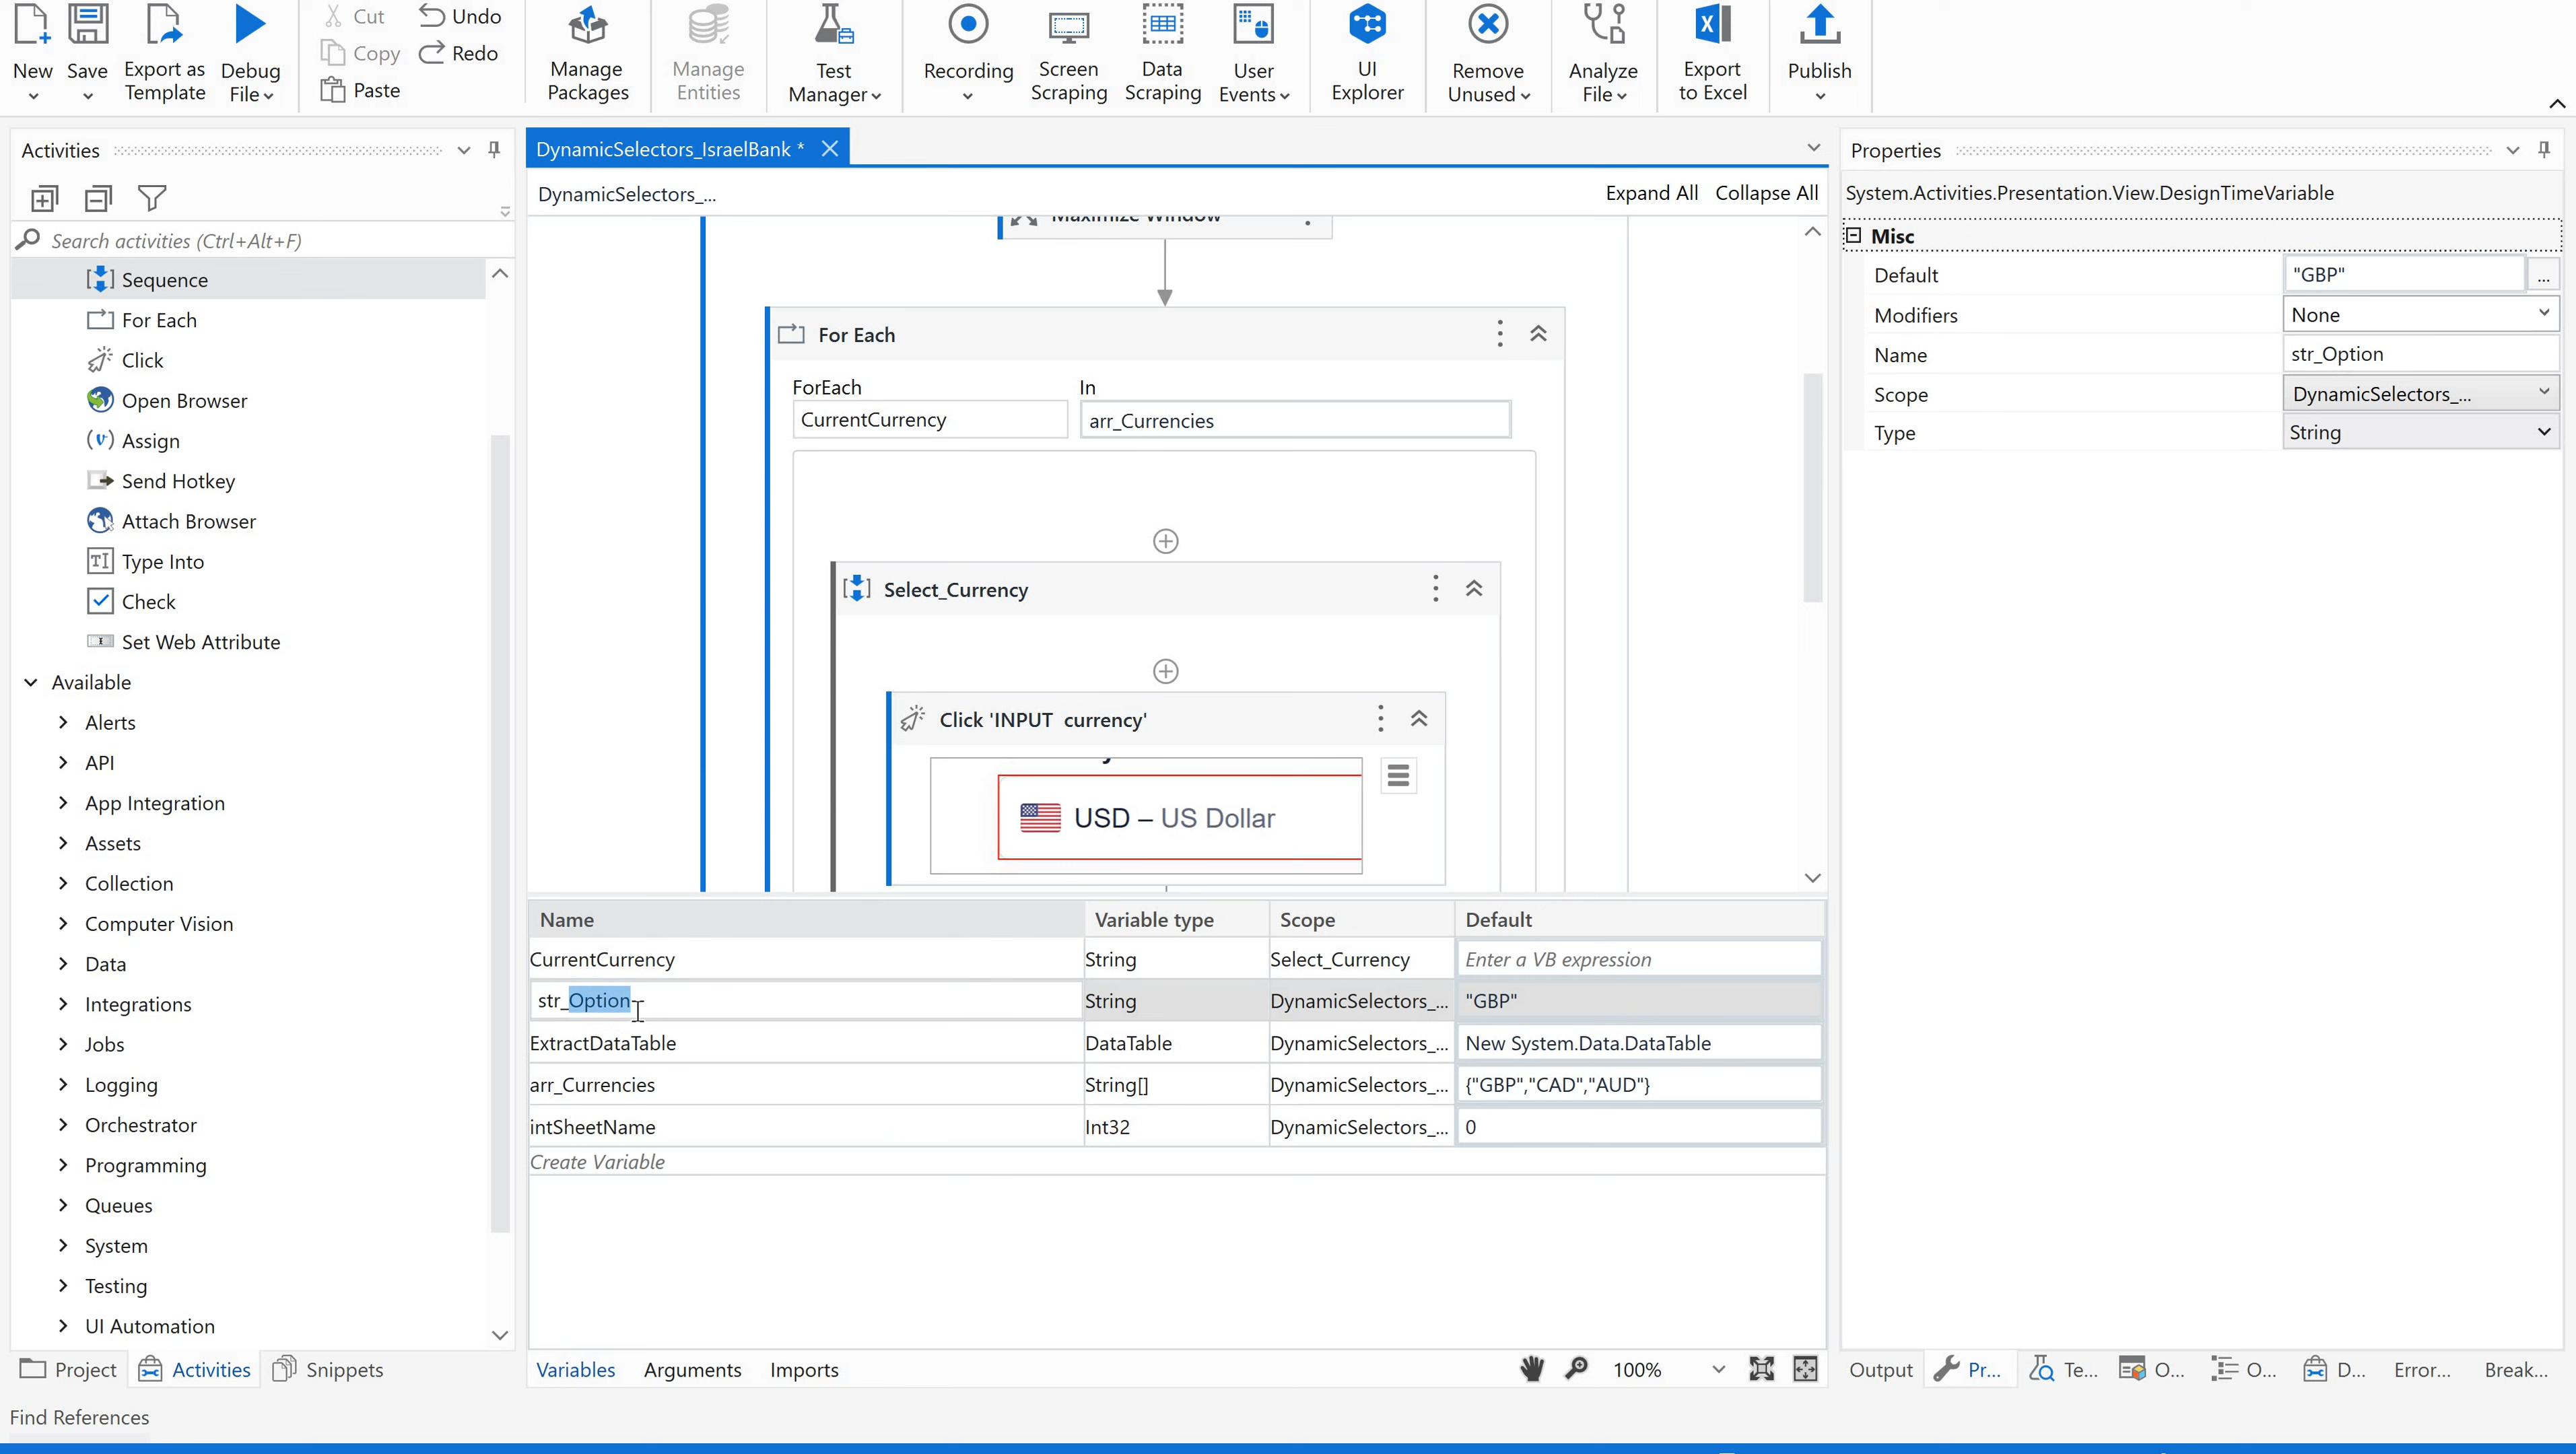 New
Save
Export as
Template
Debug
File
Cut
Copy
Paste
Undo
Redo
Manage
Packages
Manage
Entities
Test
Manager
Recording
Screen
Scraping
Data
Scraping
User
Events
UI
Explorer
Remove
Unused
Analyze
File
Export
to Excel
Publish
Activities
Search activities (Ctrl+Alt+F)
Sequence
For Each
Click
Open Browser
Assign
Send Hotkey
Attach Browser
Type Into
Check
Set Web Attribute
Available
Alerts
API
App Integration
Assets
Collection
Computer Vision
Data
Integrations
Jobs
Logging
Orchestrator
Programming
Queues
System
Testing
UI Automation
Project
Activities
Snippets
Find References
DynamicSelectors_IsraelBank *
DynamicSelectors_...
Expand All
Collapse All
Maximize Window
For Each
ForEach
In
CurrentCurrency
arr_Currencies
Select_Currency
Click 'INPUT currency'
USD – US Dollar
Name Variable type Scope Default
CurrentCurrency String Select_Currency Enter a VB expression
str_Option String DynamicSelectors_... "GBP"
ExtractDataTable DataTable DynamicSelectors_... New System.Data.DataTable
arr_Currencies String[] DynamicSelectors_... {"GBP","CAD","AUD"}
intSheetName Int32 DynamicSelectors_... 0
Create Variable
Variables
Arguments
Imports
100%
Properties
System.Activities.Presentation.View.DesignTimeVariable
Misc
Default "GBP" ...
Modifiers None
Name str_Option
Scope DynamicSelectors_...
Type String
Output
Pr...
Te...
O...
O...
D...
Error...
Break...